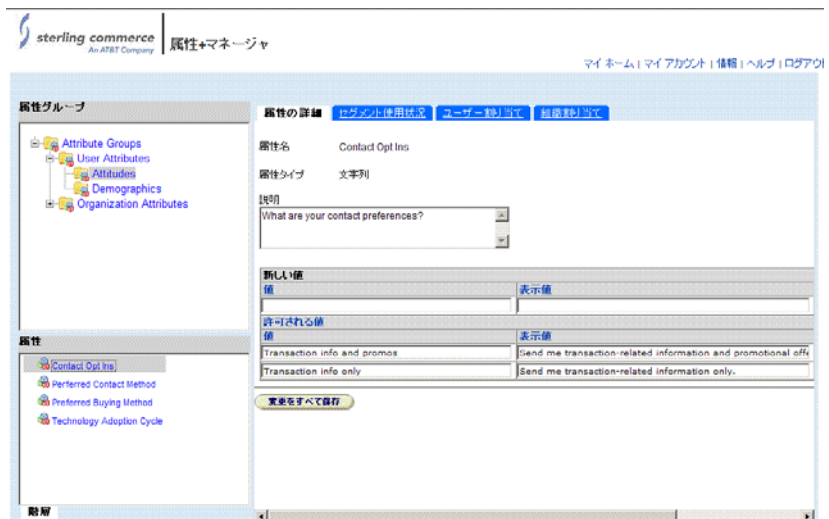 sterling commerce
An AT&T Company
属性+マネージャ
マイ ホーム | マイ アカウント | 情報 | ヘルプ | ログアウ
属性グループ
Attribute Groups
User Attributes
Attitudes
Demographics
Organization Attributes
属性
Contact Opt Ins
Perferred Contact Method
Preferred Buying Method
Technology Adoption Cycle
階層
属性の詳細 セグメント使用状況 ユーザー割り当て 組織割り当て
属性名 Contact Opt Ins
属性タイプ 文字列
説明
What are your contact preferences?
新しい値
値 表示値
許可される値
値 表示値
Transaction info and promos Send me transaction-related information and promotional offe
Transaction info only Send me transaction-related information only.
変更をすべて保存